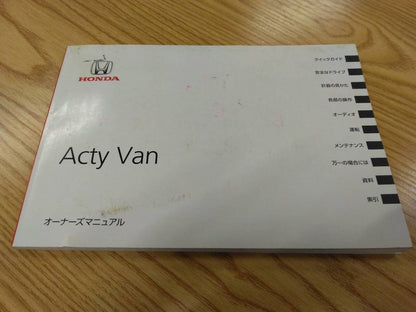 HONDA
Acty Van
オーナーズマニュアル
クイックガイド
安全なドライブ
計器の見かた
各部の操作
オーディオ
運転
メンテナンス
万一の場合には
資料
索引